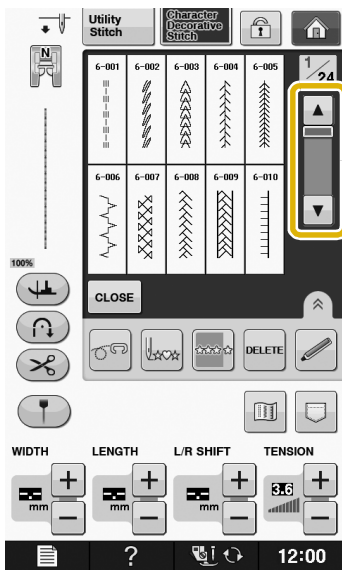 Utility
Stitch
Character
Decorative
Stitch
N
6-001 6-002 6-003 6-004 6-005
1/24
6-006 6-007 6-008 6-009 6-010
100%
CLOSE
DELETE
WIDTH LENGTH L/R SHIFT TENSION
-.-- -.-- -.-- 3.6
mm mm mm
? 12:00